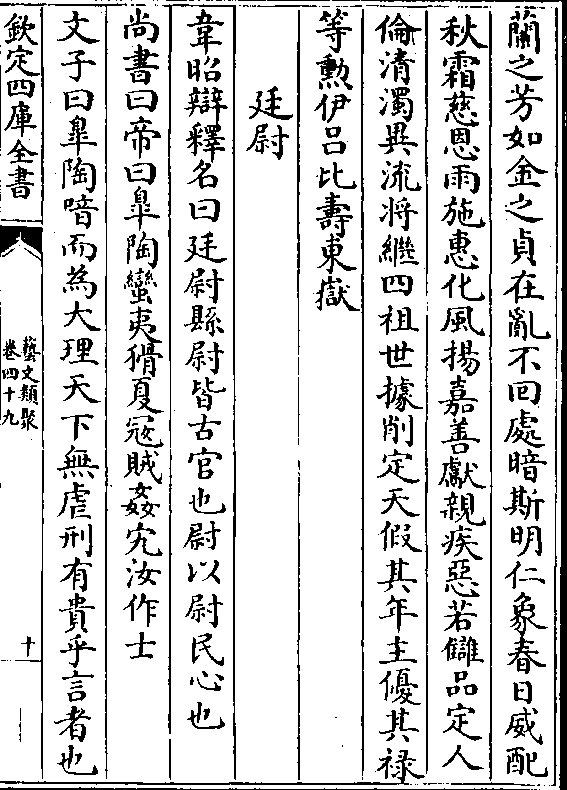 蘭之芳如金之貞在亂不回處暗斯明仁象春日威配
秋霜慈恩雨施惠化風揚嘉善獻親疾惡若讎品定人
倫清濁異流將繼四祖世據削定天假其年主優其祿
等勲伊吕比壽東嶽
廷尉
韋昭辯釋名曰廷尉縣尉皆古官也尉以尉民心也
尚書曰帝曰臯陶蠻夷猾夏冦賊姦宄汝作士
文子曰臯陶喑而為大理天下無虐刑有貴乎言者也
欽定四庫全書
藝文類聚
卷四十九
十